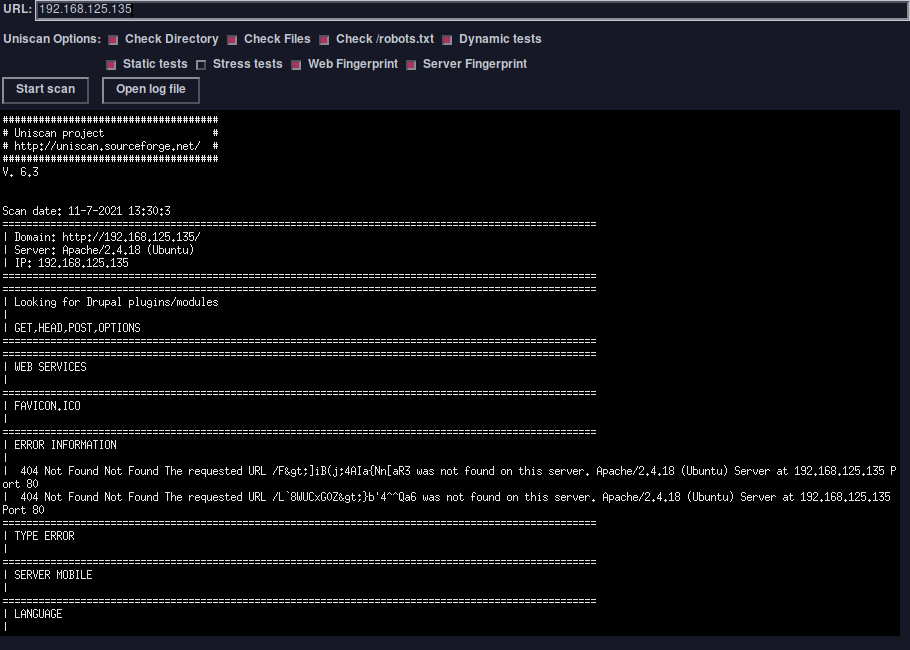 URL: 192.168.125.135
Uniscan Options: Check Directory Check Files Check /robots.txt Dynamic tests
Static tests Stress tests Web Fingerprint Server Fingerprint
Start scan Open log file
####################################
# Uniscan project                  #
# http://uniscan.sourceforge.net/  #
####################################
V. 6.3
Scan date: 11-7-2021 13:30:3
===================================================================================================
| Domain: http://192.168.125.135/
| Server: Apache/2.4.18 (Ubuntu)
| IP: 192.168.125.135
===================================================================================================
===================================================================================================
| Looking for Drupal plugins/modules
|
| GET,HEAD,POST,OPTIONS
===================================================================================================
===================================================================================================
| WEB SERVICES
|
===================================================================================================
| FAVICON.ICO
|
===================================================================================================
| ERROR INFORMATION
|
|  404 Not Found Not Found The requested URL /F&gt;]iB(j;4AIa{Nn[aR3 was not found on this server. Apache/2.4.18 (Ubuntu) Server at 192.168.125.135 P
ort 80
|  404 Not Found Not Found The requested URL /L`8WUCxG0Z&gt;}b'4^^Qa6 was not found on this server. Apache/2.4.18 (Ubuntu) Server at 192.168.125.135
Port 80
===================================================================================================
| TYPE ERROR
|
===================================================================================================
| SERVER MOBILE
|
===================================================================================================
| LANGUAGE
|